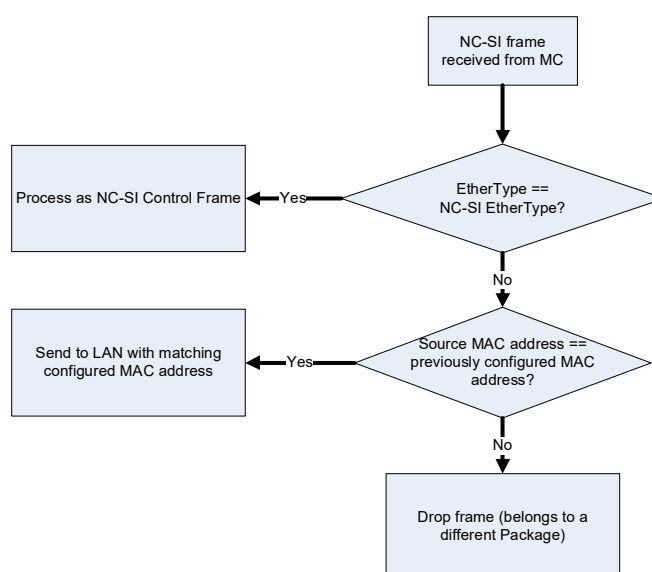 NC-SI frame
received from MC
EtherType ==
NC-SI EtherType?
Yes
Process as NC-SI Control Frame
No
Source MAC address ==
previously configured MAC
address?
Yes
Send to LAN with matching
configured MAC address
No
Drop frame (belongs to a
different Package)